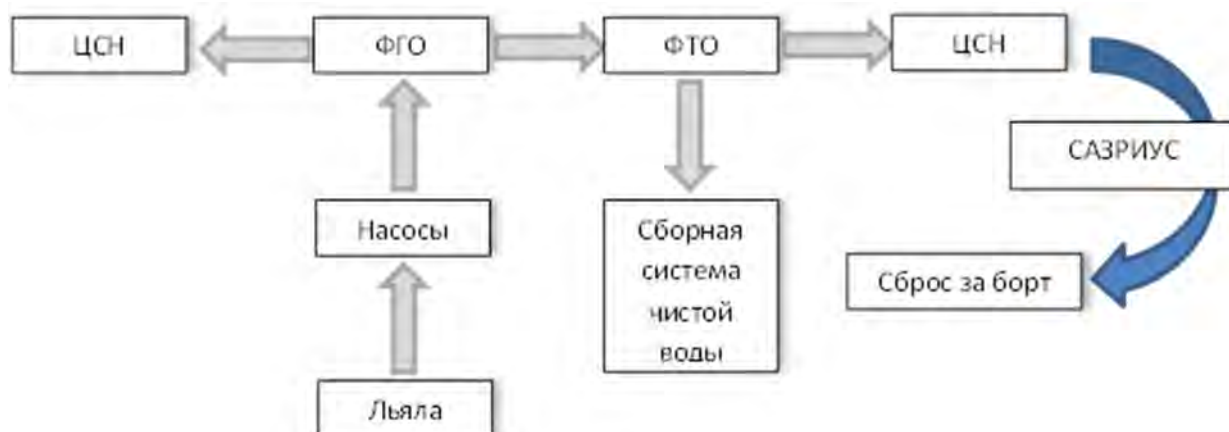 ЦСН
ФГО
ФТО
ЦСН
САЗРИУС
Насосы
Сборная
система
чистой
воды
Сброс за борт
Льяла